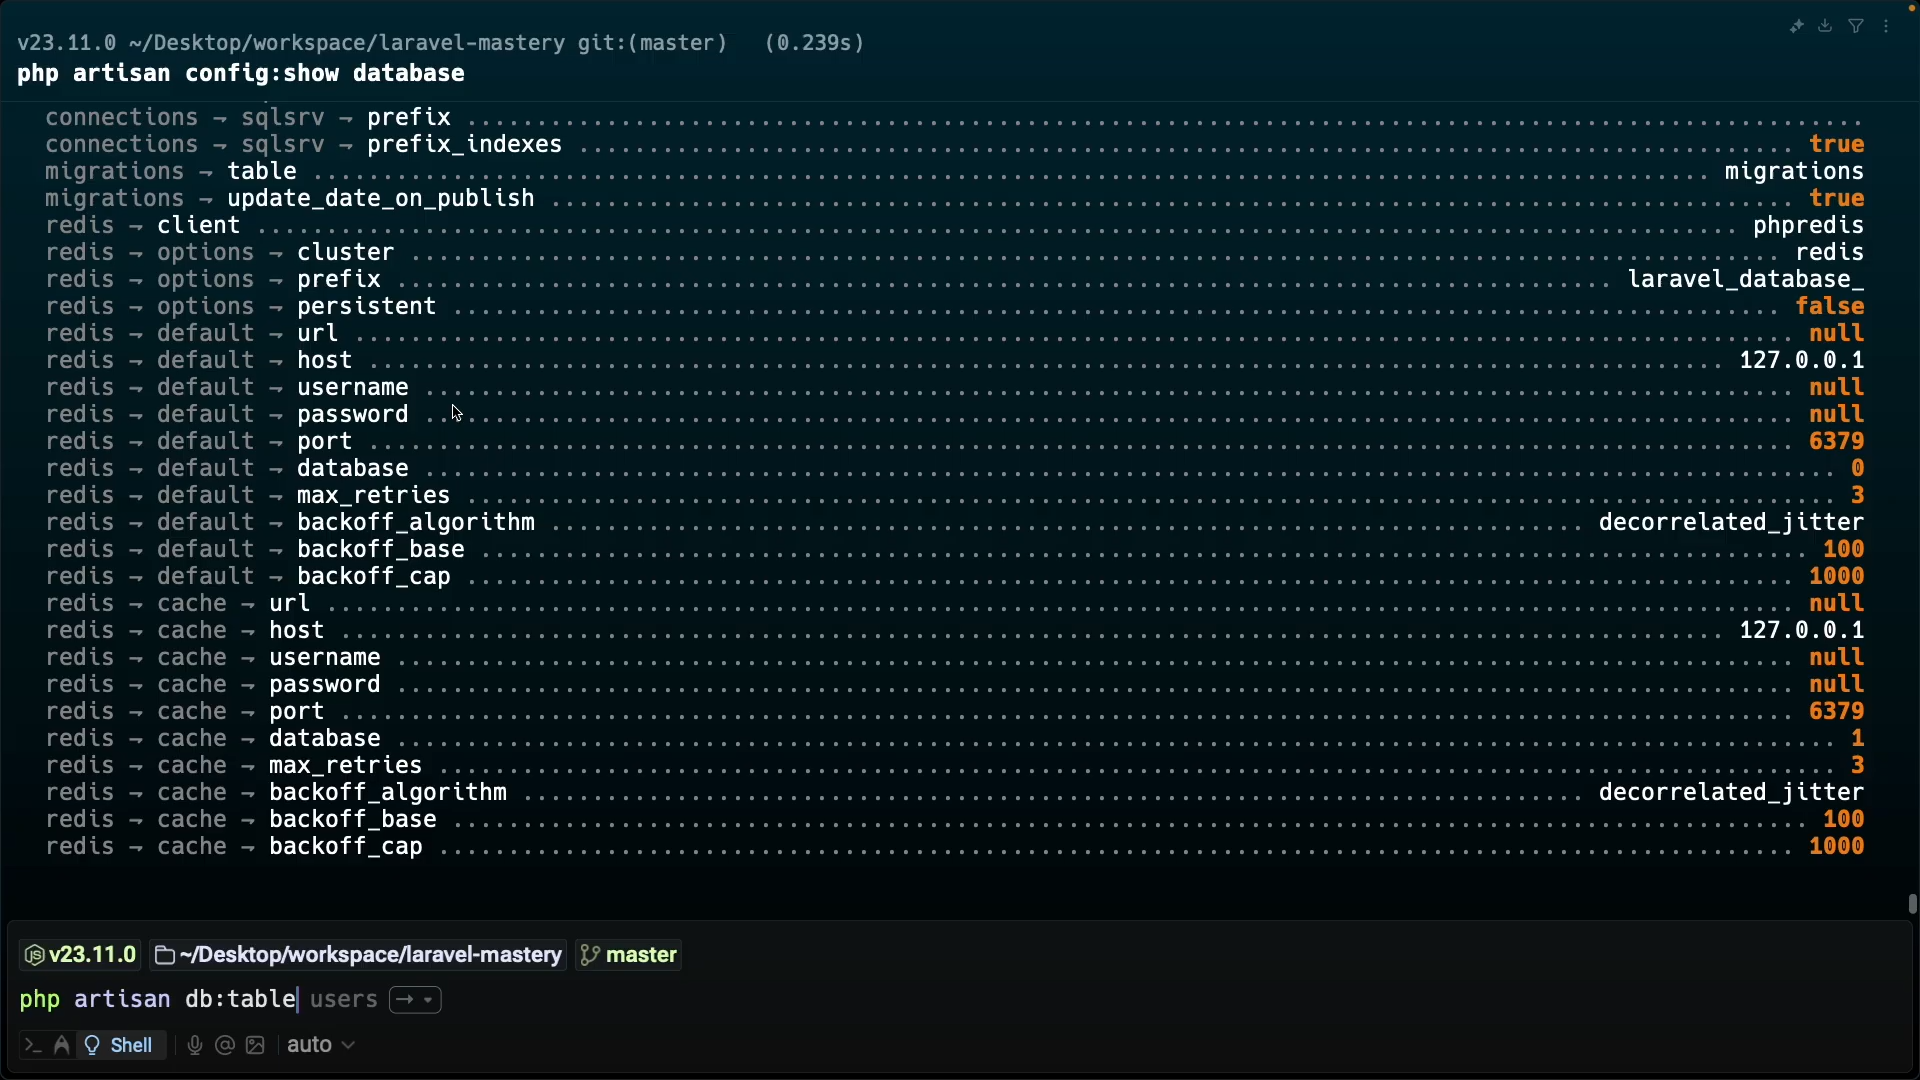 v23.11.0 ~/Desktop/workspace/laravel-mastery git:(master) (0.239s)
php artisan config:show database
connections → sqlsrv → prefix ........................................
connections → sqlsrv → prefix_indexes ........................................ true
migrations → table ........................................ migrations
migrations → update_date_on_publish ........................................ true
redis → client ........................................ phpredis
redis → options → cluster ........................................ redis
redis → options → prefix ........................................ laravel_database_
redis → options → persistent ........................................ false
redis → default → url ........................................ null
redis → default → host ........................................ 127.0.0.1
redis → default → username ........................................ null
redis → default → password ........................................ null
redis → default → port ........................................ 6379
redis → default → database ........................................ 0
redis → default → max_retries ........................................ 3
redis → default → backoff_algorithm ........................................ decorrelated_jitter
redis → default → backoff_base ........................................ 100
redis → default → backoff_cap ........................................ 1000
redis → cache → url ........................................ null
redis → cache → host ........................................ 127.0.0.1
redis → cache → username ........................................ null
redis → cache → password ........................................ null
redis → cache → port ........................................ 6379
redis → cache → database ........................................ 1
redis → cache → max_retries ........................................ 3
redis → cache → backoff_algorithm ........................................ decorrelated_jitter
redis → cache → backoff_base ........................................ 100
redis → cache → backoff_cap ........................................ 1000
v23.11.0 ~/Desktop/workspace/laravel-mastery master
php artisan db:table users
Shell auto